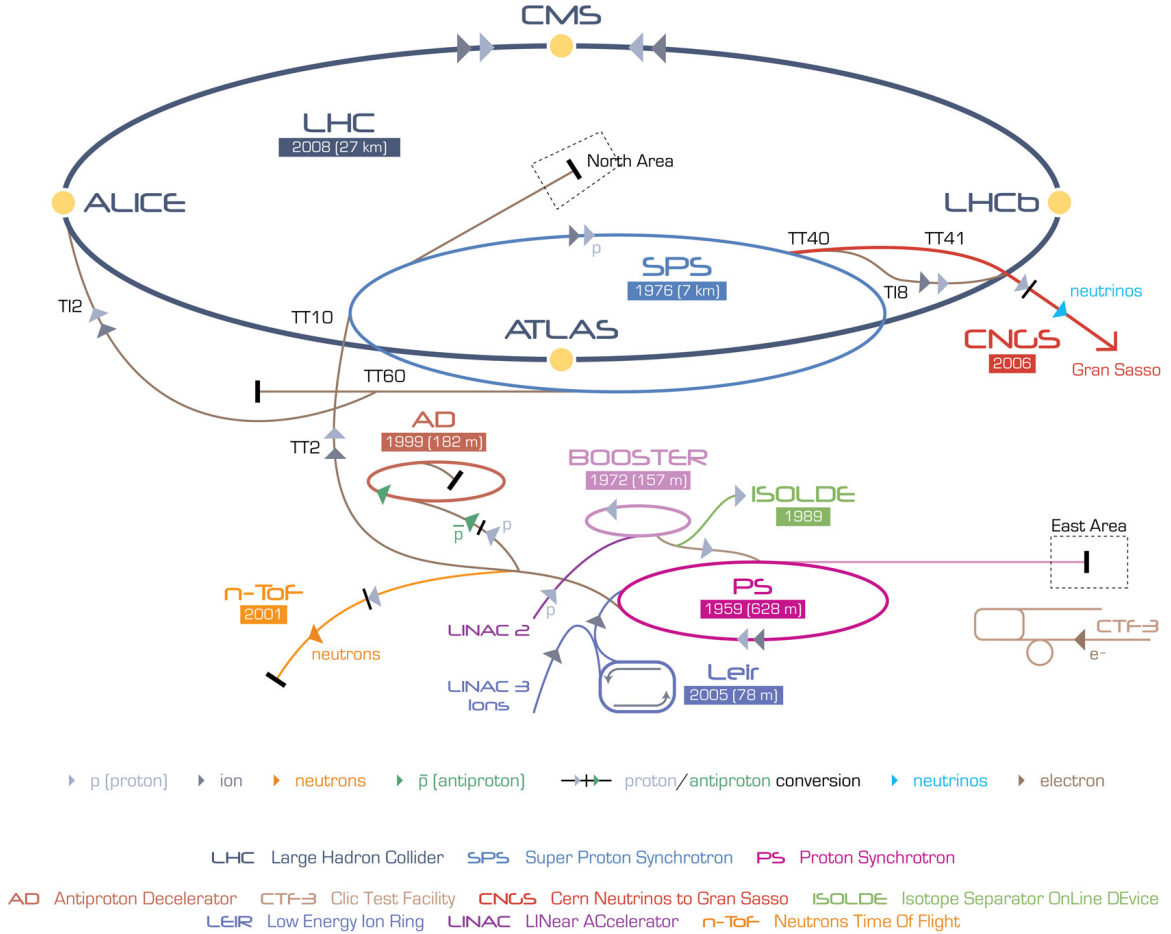 CMS
LHC
2008 (27 km)
North Area
ALICE
LHCb
p
TT40
TT41
SPS
1976 (7 km)
TI8
neutrinos
TI2
TT10
ATLAS
CNGS
2006
Gran Sasso
TT60
AD
1999 (182 m)
TT2
BOOSTER
1972 (157 m)
ISOLDE
1989
p̅
p
East Area
n-ToF
2001
PS
1959 (628 m)
p
LINAC 2
neutrons
CTF-3
e-
LINAC 3
Ions
Leir
2005 (78 m)
p (proton) ion neutrons p̅ (antiproton) proton/antiproton conversion neutrinos electron
LHC Large Hadron Collider SPS Super Proton Synchrotron PS Proton Synchrotron
AD Antiproton Decelerator CTF-3 Clic Test Facility CNGS Cern Neutrinos to Gran Sasso ISOLDE Isotope Separator OnLine DEvice
LEIR Low Energy Ion Ring LINAC LINear ACcelerator n-ToF Neutrons Time Of Flight